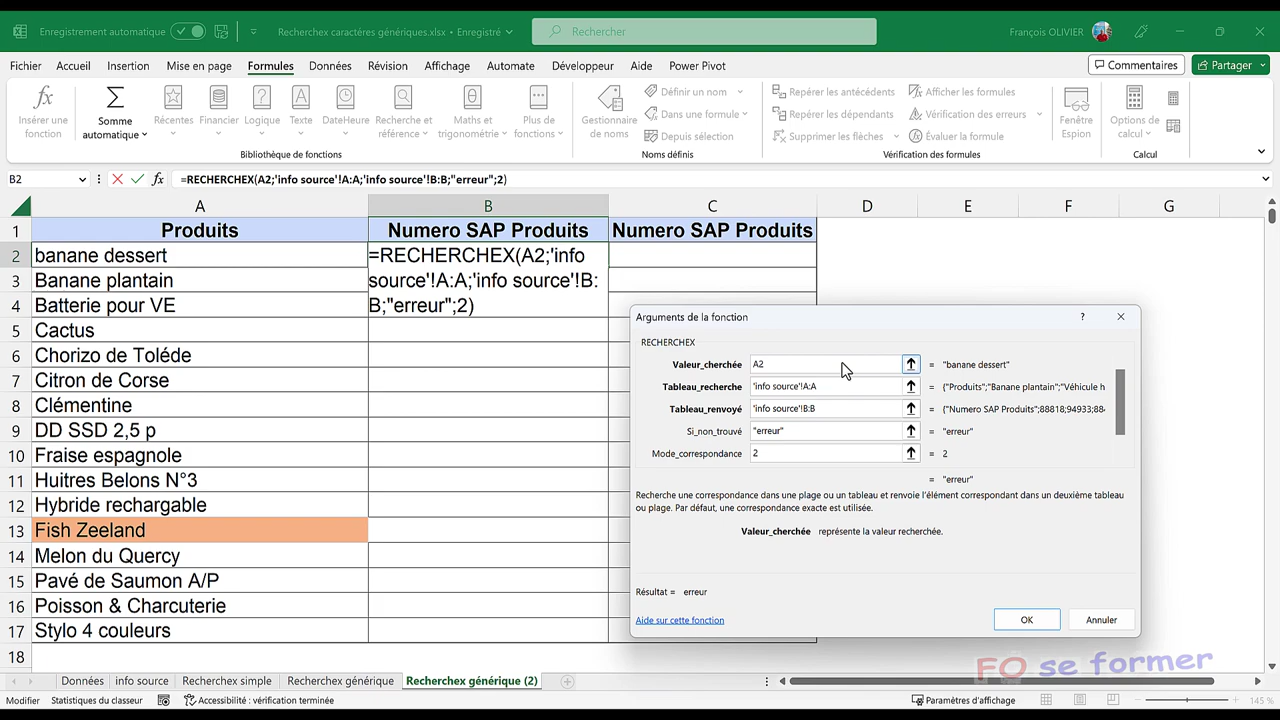 Enregistrement automatique
Recherchex caractères génériques.xlsx • Enregistré
Rechercher
François OLIVIER
Fichier Accueil Insertion Mise en page Formules Données Révision Affichage Automate Développeur Aide Power Pivot
Commentaires
Partager
Insérer une fonction
Somme automatique
Récentes
Financier
Logique
Texte
DateHeure
Recherche et référence
Maths et trigonométrie
Plus de fonctions
Bibliothèque de fonctions
Gestionnaire de noms
Définir un nom
Dans une formule
Depuis sélection
Noms définis
Repérer les antécédents
Repérer les dépendants
Supprimer les flèches
Afficher les formules
Vérification des erreurs
Évaluer la formule
Vérification des formules
Fenêtre Espion
Options de calcul
Calcul
B2
fx
=RECHERCHEX(A2;'info source'!A:A;'info source'!B:B;"erreur";2)
A B C D E F G
1 Produits Numero SAP Produits Numero SAP Produits
2 banane dessert =RECHERCHEX(A2;'info
3 Banane plantain source'!A:A;'info source'!B:
4 Batterie pour VE B;"erreur";2)
5 Cactus
6 Chorizo de Toléde
7 Citron de Corse
8 Clémentine
9 DD SSD 2,5 p
10 Fraise espagnole
11 Huitres Belons N°3
12 Hybride rechargable
13 Fish Zeeland
14 Melon du Quercy
15 Pavé de Saumon A/P
16 Poisson & Charcuterie
17 Stylo 4 couleurs
18
Arguments de la fonction ?
RECHERCHEX
Valeur_cherchée A2 = "banane dessert"
Tableau_recherche 'info source'!A:A = {"Produits";"Banane plantain";"Véhicule h
Tableau_renvoyé 'info source'!B:B = {"Numero SAP Produits";88818;94933;884
Si_non_trouvé "erreur" = "erreur"
Mode_correspondance 2 = 2
= "erreur"
Recherche une correspondance dans une plage ou un tableau et renvoie l'élément correspondant dans un deuxième tableau
ou plage. Par défaut, une correspondance exacte est utilisée.
Valeur_cherchée représente la valeur recherchée.
Résultat = erreur
Aide sur cette fonction
OK
Annuler
FO se former
Données info source Recherchex simple Recherchex générique Recherchex générique (2)
Modifier Statistiques du classeur Accessibilité : vérification terminée Paramètres d'affichage 145 %